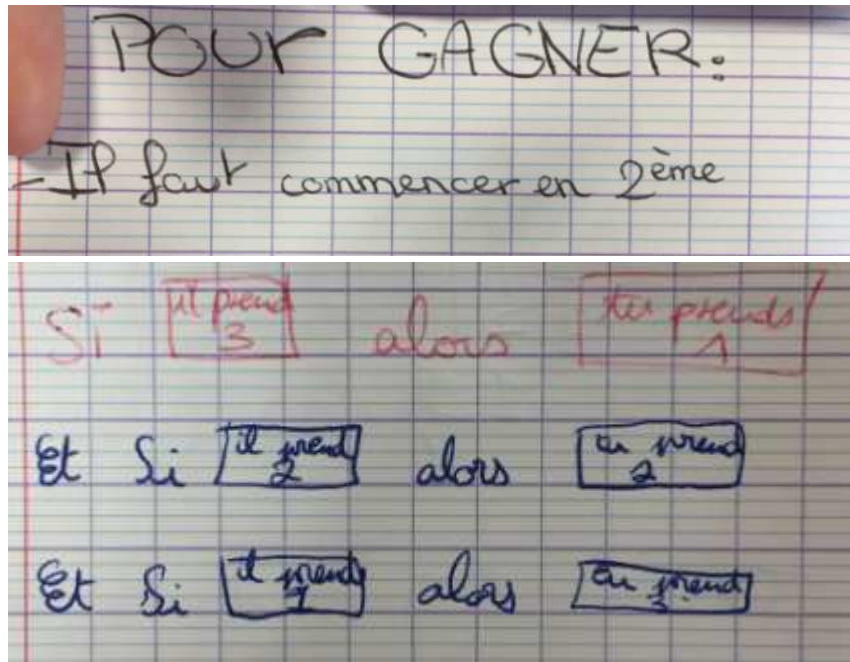 POUR GAGNER:
- Il faut commencer en 2ème
Si il prend 3 alors tu prends 1
Et Si il prend 2 alors tu prend 2
Et Si il prend 1 alors tu prend 3